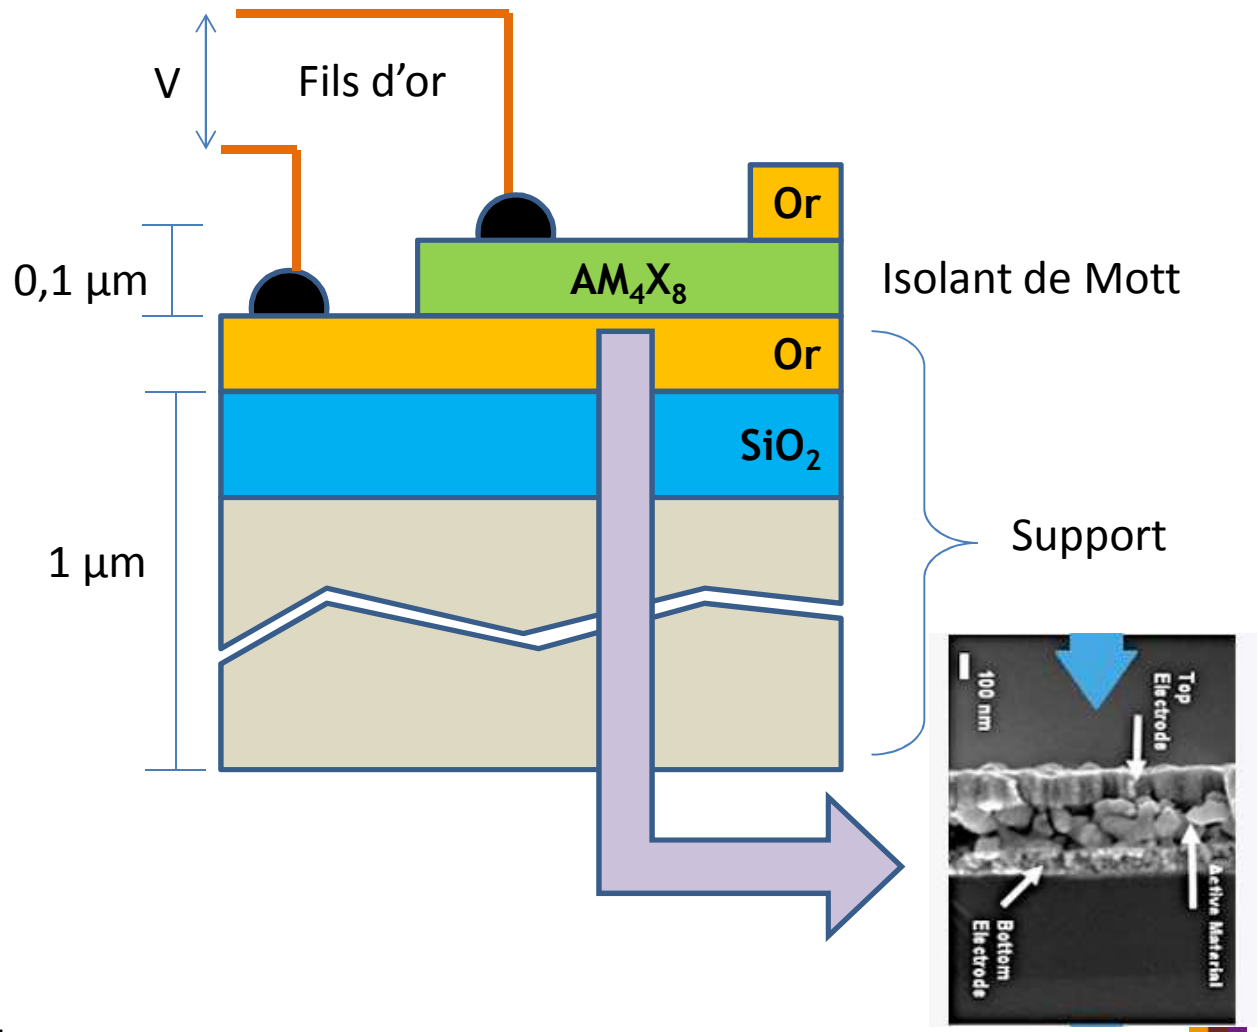 V
Fils d’or
Or
0,1 µm
AM₄X₈
Isolant de Mott
Or
SiO₂
1 µm
Support
100 nm
Top
Electrode
Active Material
Bottom
Electrode